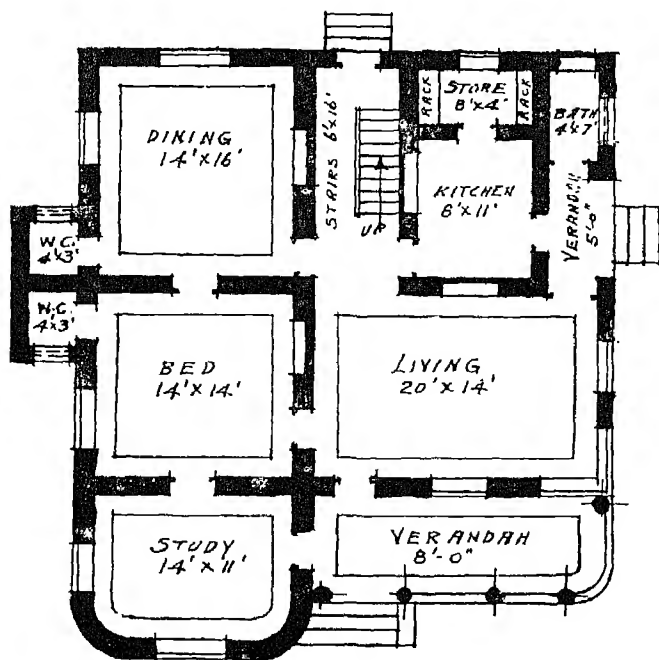 DINING
14'X16'
STAIRS 6'X16'
UP
RACK
STORE
8'X4'
RACK
BATH
4'X7'
KITCHEN
8'X11'
VERANDAH
5'-0"
W.C.
4'X3'
W.C.
4'X3'
BED
14'X14'
LIVING
20'X14'
STUDY
14'X11'
VERANDAH
8'-0"